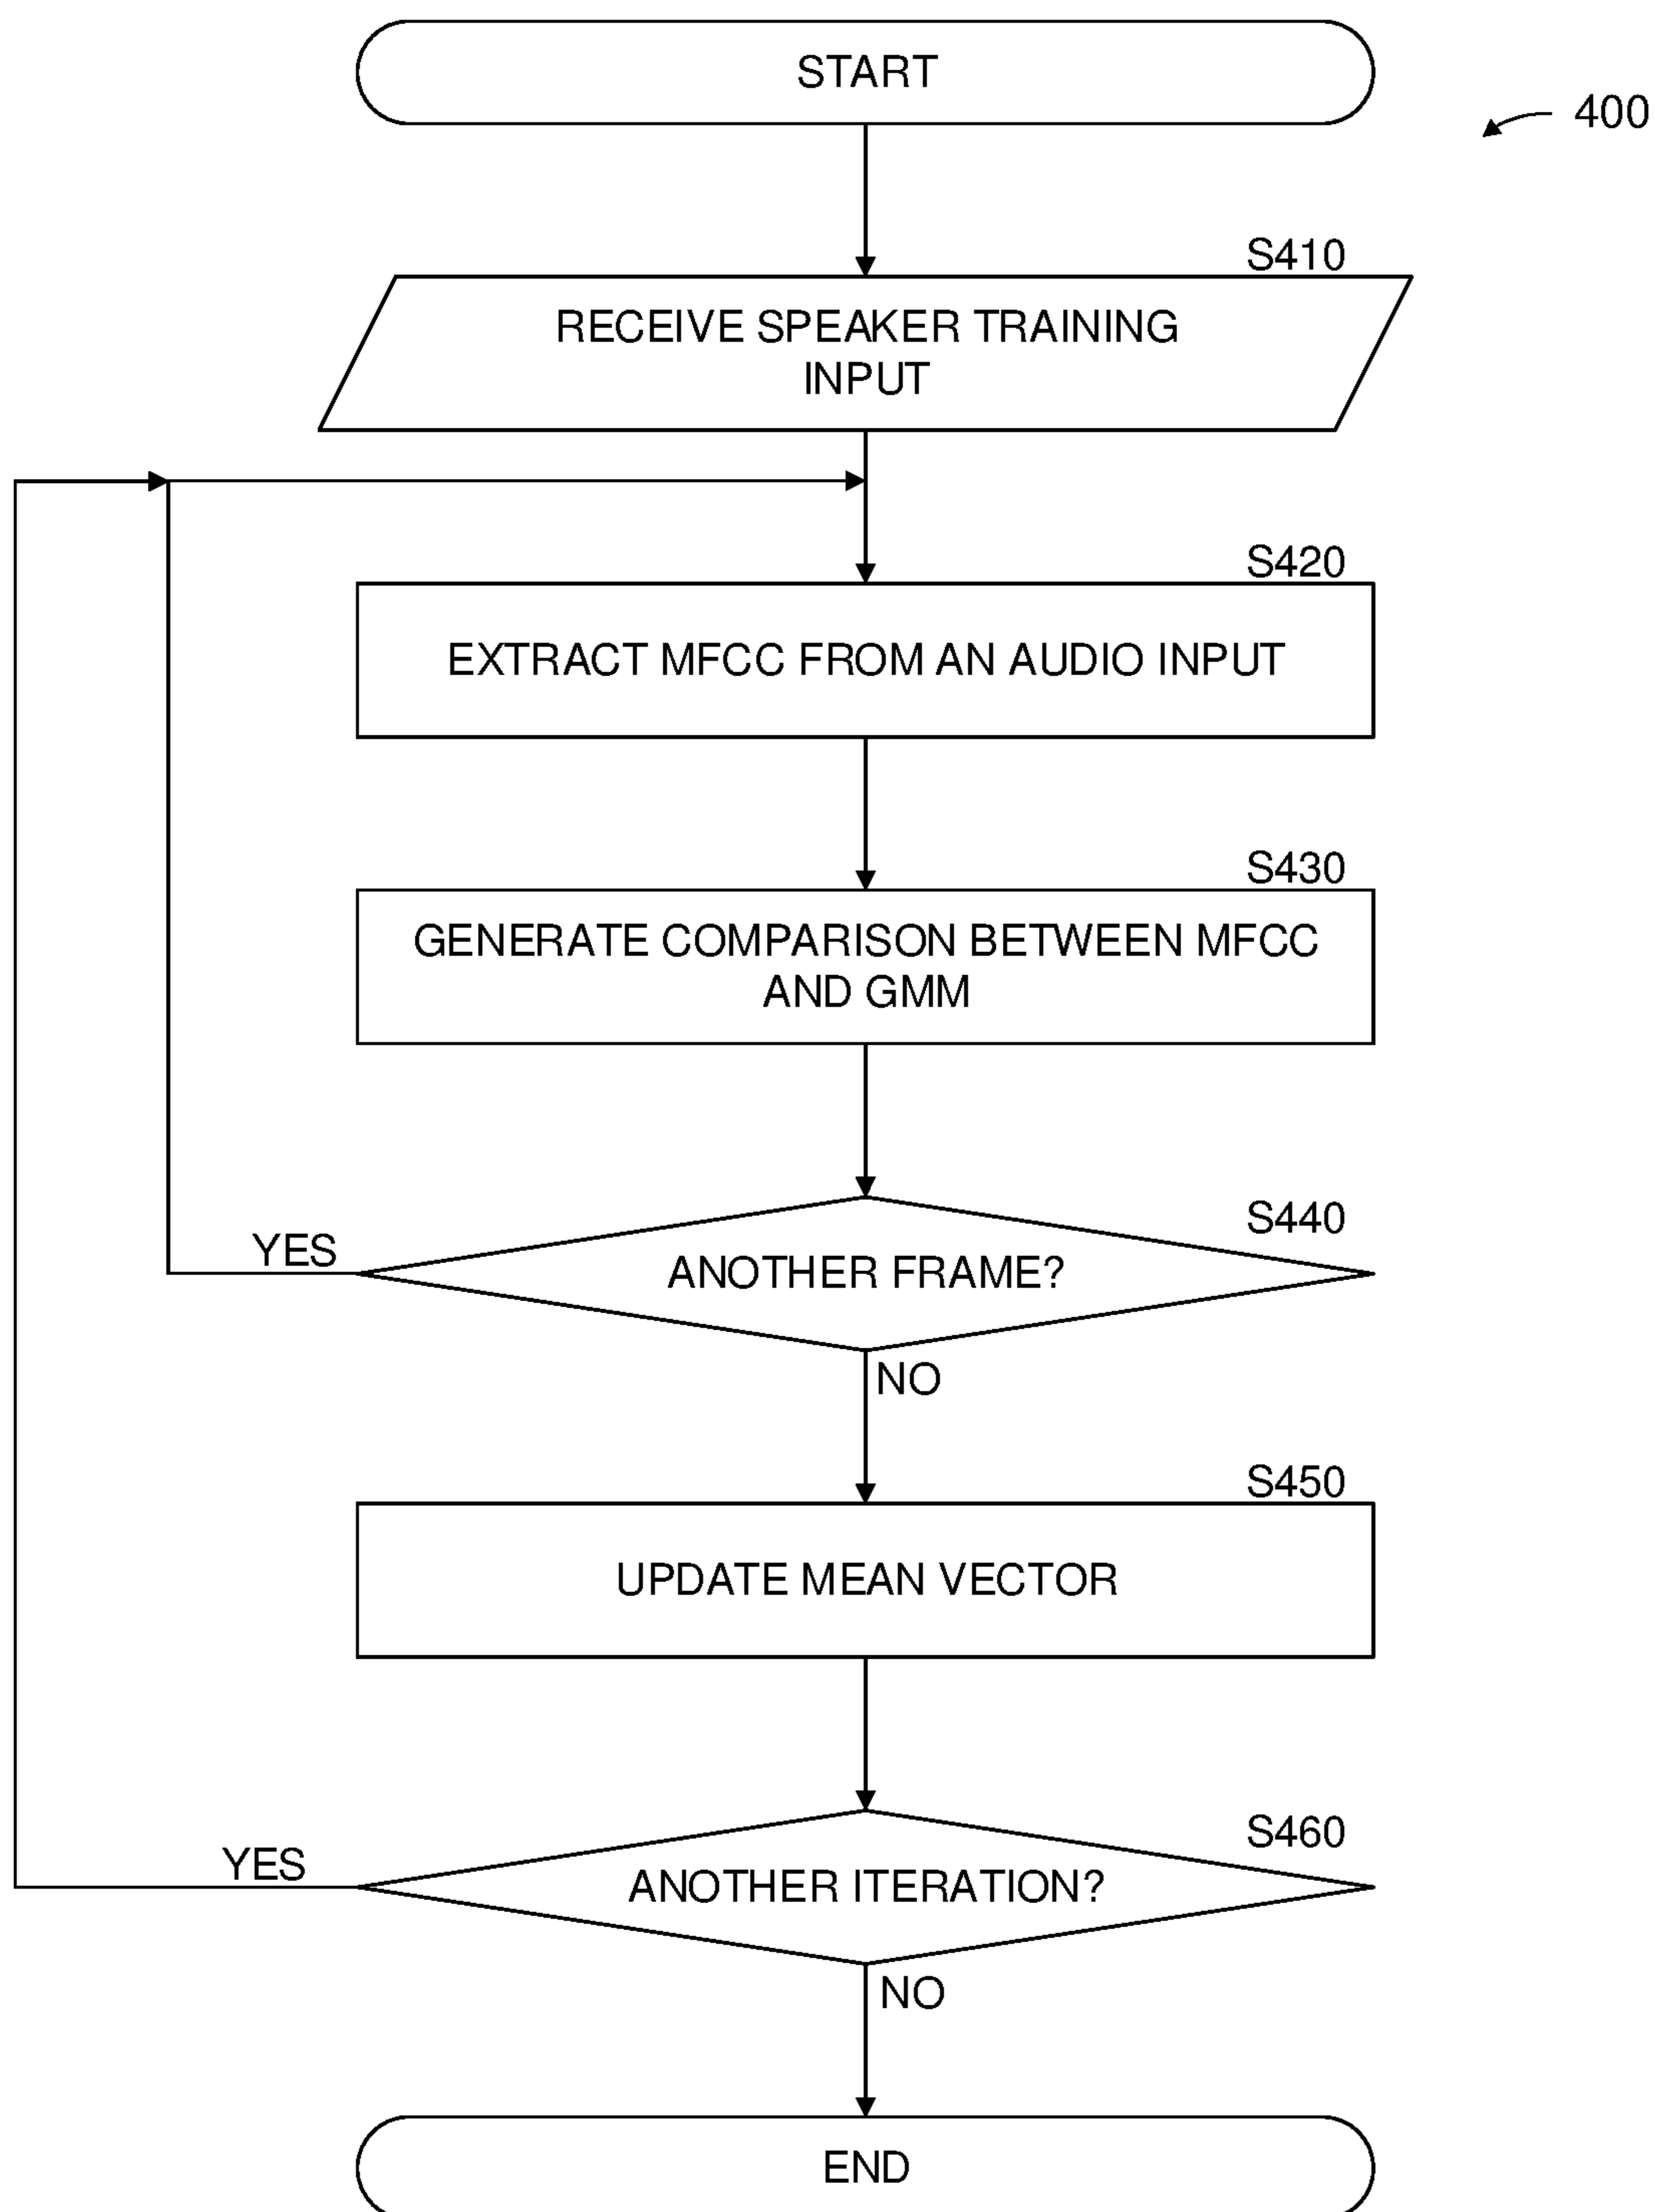 START
400
S410
RECEIVE SPEAKER TRAINING
INPUT
S420
EXTRACT MFCC FROM AN AUDIO INPUT
S430
GENERATE COMPARISON BETWEEN MFCC
AND GMM
S440
YES
ANOTHER FRAME?
NO
S450
UPDATE MEAN VECTOR
S460
YES
ANOTHER ITERATION?
NO
END